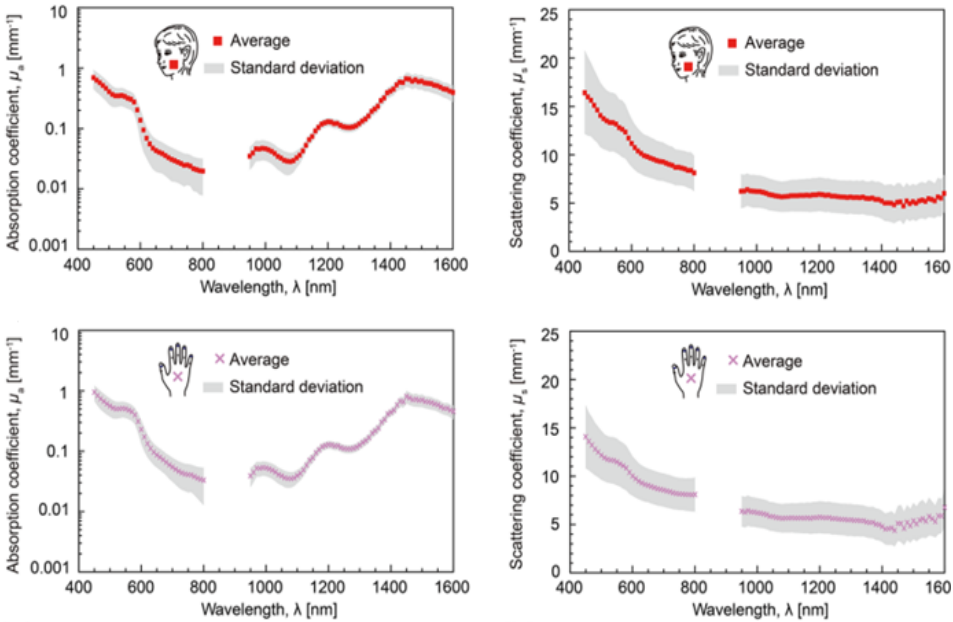 Absorption coefficient, μa [mm⁻¹]
10
1
0.1
0.01
0.001
Average
Standard deviation
400 600 800 1000 1200 1400 1600
Wavelength, λ [nm]
Scattering coefficient, μs [mm⁻¹]
25
20
15
10
5
0
Average
Standard deviation
400 600 800 1000 1200 1400 160
Wavelength, λ [nm]
Absorption coefficient, μa [mm⁻¹]
10
1
0.1
0.01
0.001
Average
Standard deviation
400 600 800 1000 1200 1400 1600
Wavelength, λ [nm]
Scattering coefficient, μs [mm⁻¹]
25
20
15
10
5
0
Average
Standard deviation
400 600 800 1000 1200 1400 160
Wavelength, λ [nm]